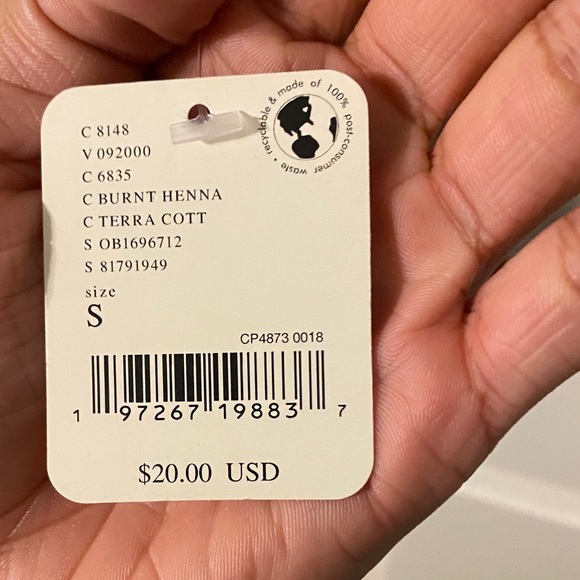 recyclable & made of 100% post-consumer waste •
C 8148
V 092000
C 6835
C BURNT HENNA
C TERRA COTT
S OB1696712
S 81791949
size
S
CP4873 0018
1 97267 19883 7
$20.00 USD